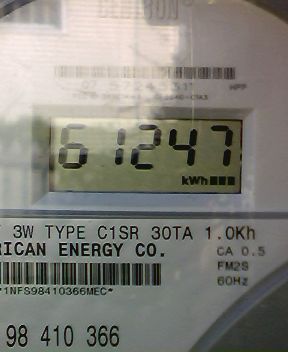 61247
kWh
3W TYPE C1SR 30TA 1.0Kh
RICAN ENERGY CO.
CA 0.5
FM2S
60Hz
*1NFS98410366MEC*
98 410 366